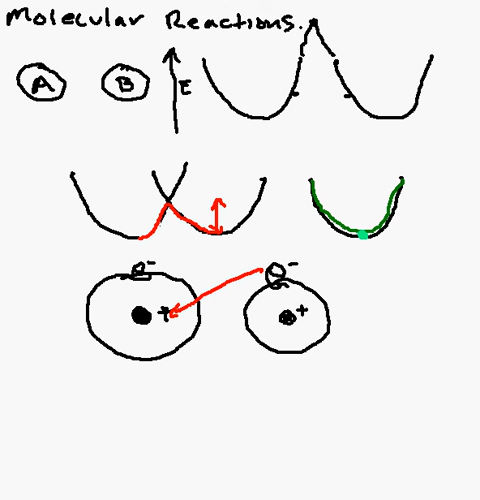 Molecular Reactions.
A B E
e⁻ e⁻
+ +